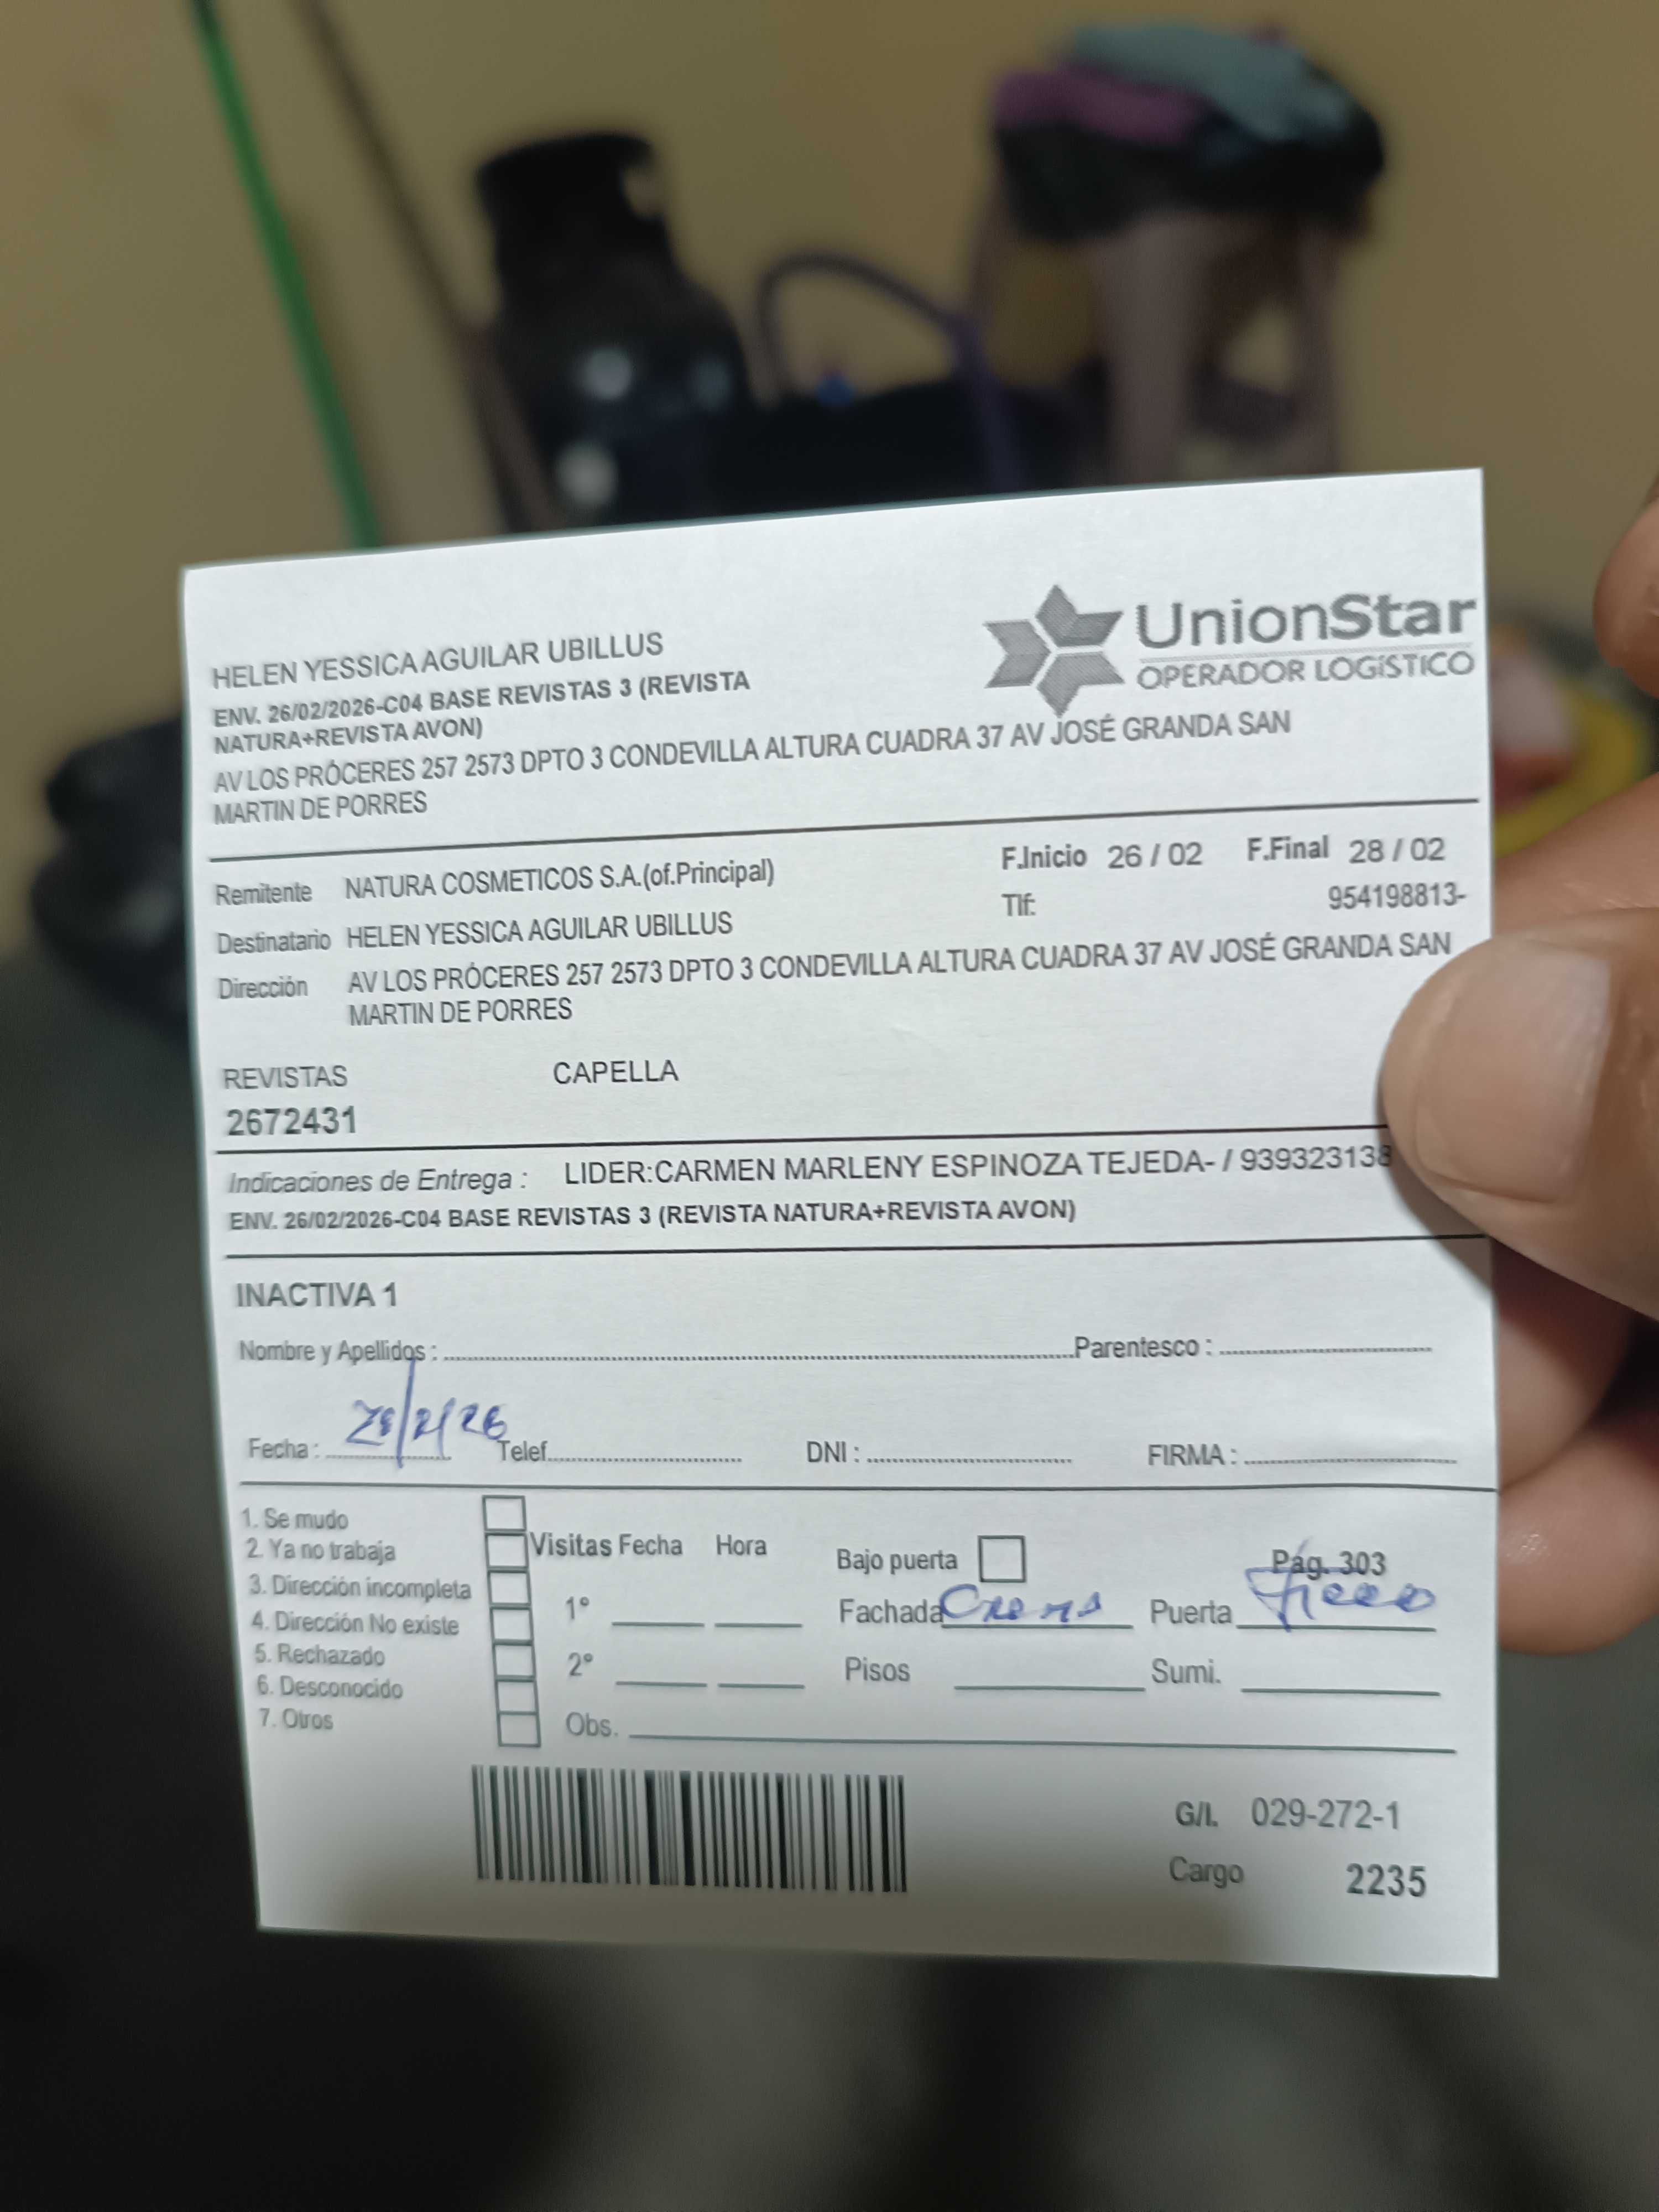 HELEN YESSICA AGUILAR UBILLUS
UnionStar
OPERADOR LOGÍSTICO
ENV. 26/02/2026-C04 BASE REVISTAS 3 (REVISTA
NATURA+REVISTA AVON)
AV LOS PRÓCERES 257 2573 DPTO 3 CONDEVILLA ALTURA CUADRA 37 AV JOSÉ GRANDA SAN
MARTIN DE PORRES
Remitente NATURA COSMETICOS S.A.(of.Principal) F.Inicio 26 / 02 F.Final 28 / 02
Destinatario HELEN YESSICA AGUILAR UBILLUS Tlf: 954198813-
Dirección AV LOS PRÓCERES 257 2573 DPTO 3 CONDEVILLA ALTURA CUADRA 37 AV JOSÉ GRANDA SAN
MARTIN DE PORRES
REVISTAS CAPELLA
2672431
Indicaciones de Entrega : LIDER:CARMEN MARLENY ESPINOZA TEJEDA- / 939323138
ENV. 26/02/2026-C04 BASE REVISTAS 3 (REVISTA NATURA+REVISTA AVON)
INACTIVA 1
Nombre y Apellidos : Parentesco :
Fecha : 28/2/26 Telef. DNI : FIRMA :
1. Se mudo
2. Ya no trabaja
3. Dirección incompleta
4. Dirección No existe
5. Rechazado
6. Desconocido
7. Otros
Visitas Fecha Hora
1°
2°
Obs.
Bajo puerta Pág. 303
Fachada Crema Puerta Fierro
Pisos Sumi.
G/I. 029-272-1
Cargo 2235